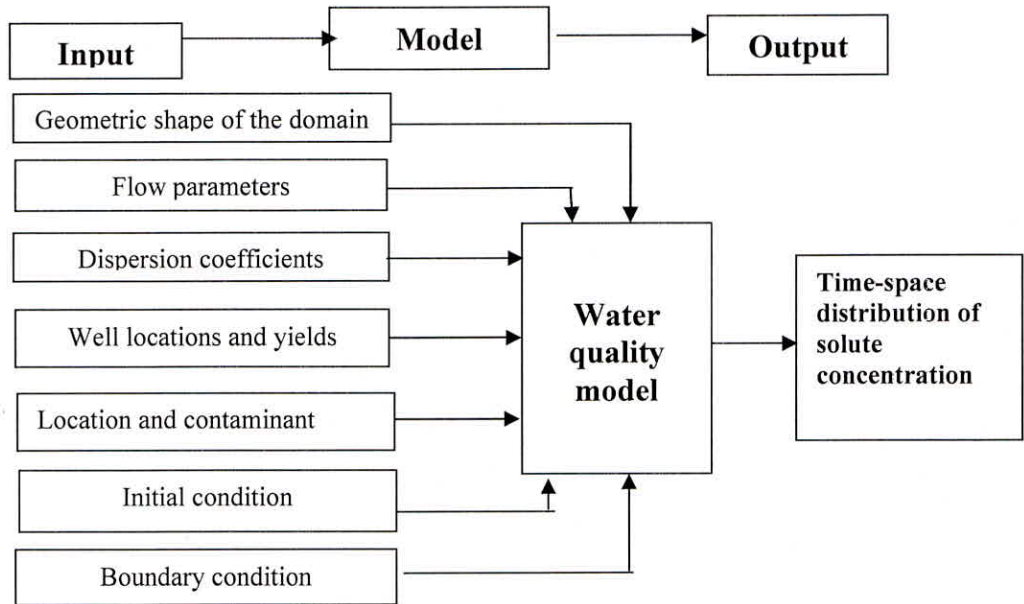 Input
Model
Output
Geometric shape of the domain
Flow parameters
Dispersion coefficients
Well locations and yields
Location and contaminant
Initial condition
Boundary condition
Water
quality
model
Time-space
distribution of
solute
concentration